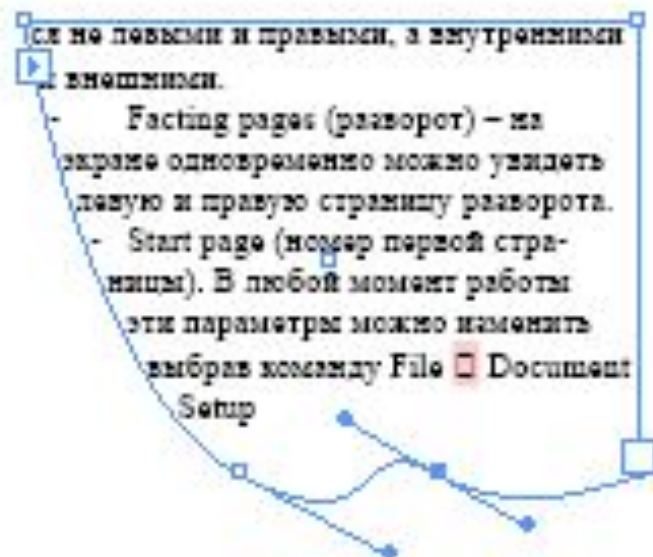 ся не левыми и правыми, а внутренними
и внешними.
- Facting pages (разворот) – на
экране одновременно можно увидеть
левую и правую страницу разворота.
- Start page (номер первой стра-
ницы). В любой момент работы
эти параметры можно изменить
выбрав команду File Document
Setup